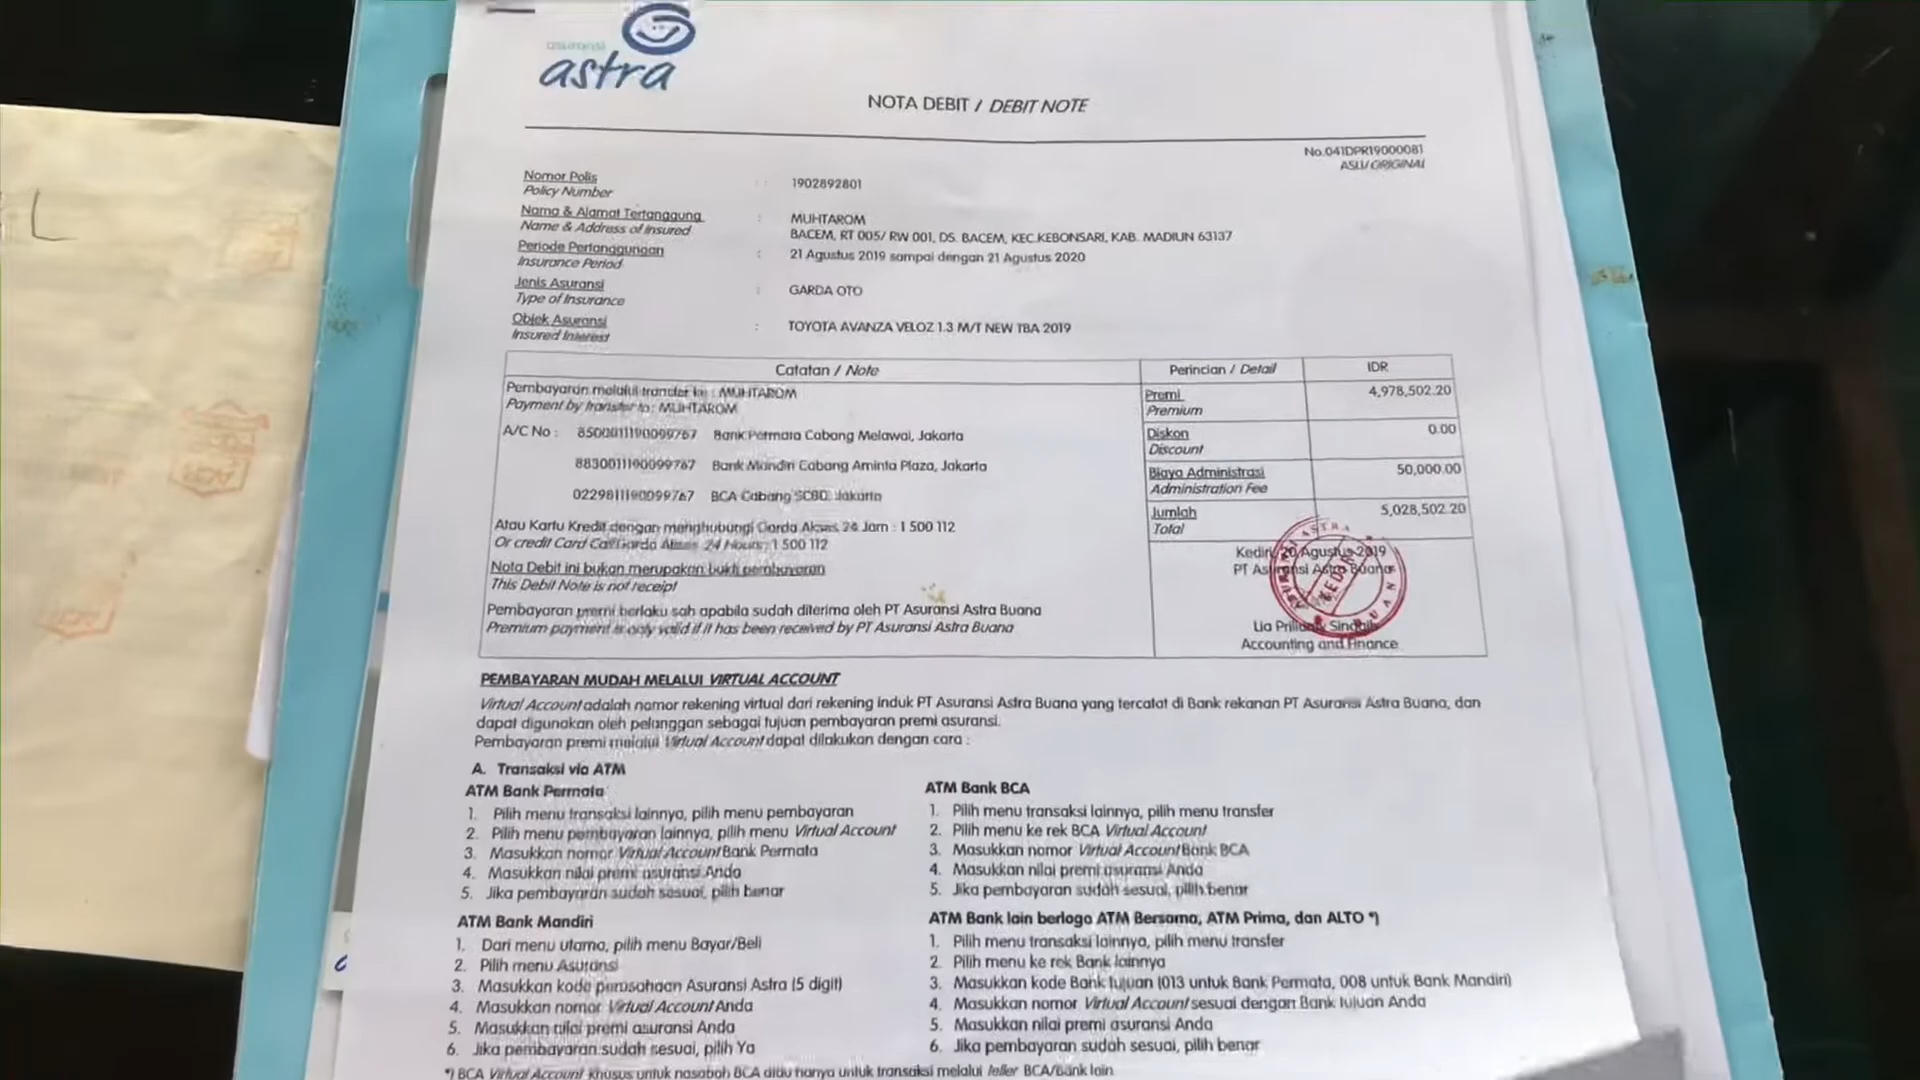 asuransi
astra
NOTA DEBIT / DEBIT NOTE
No.041DPR19000081
ASLI/ORIGINAL
Nomor Polis : 1902892801
Policy Number
Nama & Alamat Tertanggung : MUHTAROM
Name & Address of Insured BACEM, RT 005/ RW 001, DS. BACEM, KEC.KEBONSARI, KAB. MADIUN 63137
Periode Pertanggungan : 21 Agustus 2019 sampai dengan 21 Agustus 2020
Insurance Period
Jenis Asuransi : GARDA OTO
Type of Insurance
Objek Asuransi : TOYOTA AVANZA VELOZ 1.3 M/T NEW TBA 2019
Insured Interest
Catatan / Note Perincian / Detail IDR
Pembayaran melalui transfer ke : MUHTAROM
Payment by transfer to : MUHTAROM
A/C No : 8500011190099767 Bank Permata Cabang Melawai, Jakarta
8830011190099767 Bank Mandiri Cabang Aminta Plaza, Jakarta
0229811190099767 BCA Cabang SCBD, Jakarta
Atau Kartu Kredit dengan menghubungi Garda Akses 24 Jam : 1 500 112
Or credit Card Call Garda Akses 24 Hours : 1 500 112
Nota Debit ini bukan merupakan bukti pembayaran
This Debit Note is not receipt
Pembayaran premi berlaku sah apabila sudah diterima oleh PT Asuransi Astra Buana
Premium payment is only valid if it has been received by PT Asuransi Astra Buana
Premi 4,978,502.20
Premium
Diskon 0.00
Discount
Biaya Administrasi 50,000.00
Administration Fee
Jumlah 5,028,502.20
Total
Kediri, 20 Agustus 2019
PT Asuransi Astra Buana
KEDIRI
Lia
Accounting and Finance
PEMBAYARAN MUDAH MELALUI VIRTUAL ACCOUNT
Virtual Account adalah nomor rekening virtual dari rekening induk PT Asuransi Astra Buana yang tercatat di Bank rekanan PT Asuransi Astra Buana, dan
dapat digunakan oleh pelanggan sebagai tujuan pembayaran premi asuransi.
Pembayaran premi melalui Virtual Account dapat dilakukan dengan cara :
A. Transaksi via ATM
ATM Bank Permata
1. Pilih menu transaksi lainnya, pilih menu pembayaran
2. Pilih menu pembayaran lainnya, pilih menu Virtual Account
3. Masukkan nomor Virtual Account Bank Permata
4. Masukkan nilai premi asuransi Anda
5. Jika pembayaran sudah sesuai, pilih benar
ATM Bank Mandiri
1. Dari menu utama, pilih menu Bayar/Beli
2. Pilih menu Asuransi
3. Masukkan kode perusahaan Asuransi Astra (5 digit)
4. Masukkan nomor Virtual Account Anda
5. Masukkan nilai premi asuransi Anda
6. Jika pembayaran sudah sesuai, pilih Ya
ATM Bank BCA
1. Pilih menu transaksi lainnya, pilih menu transfer
2. Pilih menu ke rek BCA Virtual Account
3. Masukkan nomor Virtual Account Bank BCA
4. Masukkan nilai premi asuransi Anda
5. Jika pembayaran sudah sesuai, pilih benar
ATM Bank lain berlogo ATM Bersama, ATM Prima, dan ALTO *)
1. Pilih menu transaksi lainnya, pilih menu transfer
2. Pilih menu ke rek Bank lainnya
3. Masukkan kode Bank tujuan (013 untuk Bank Permata, 008 untuk Bank Mandiri)
4. Masukkan nomor Virtual Account sesuai dengan Bank tujuan Anda
5. Masukkan nilai premi asuransi Anda
6. Jika pembayaran sudah sesuai, pilih benar
*) BCA Virtual Account khusus untuk nasabah BCA atau hanya untuk transaksi melalui teller BCA/Bank lain